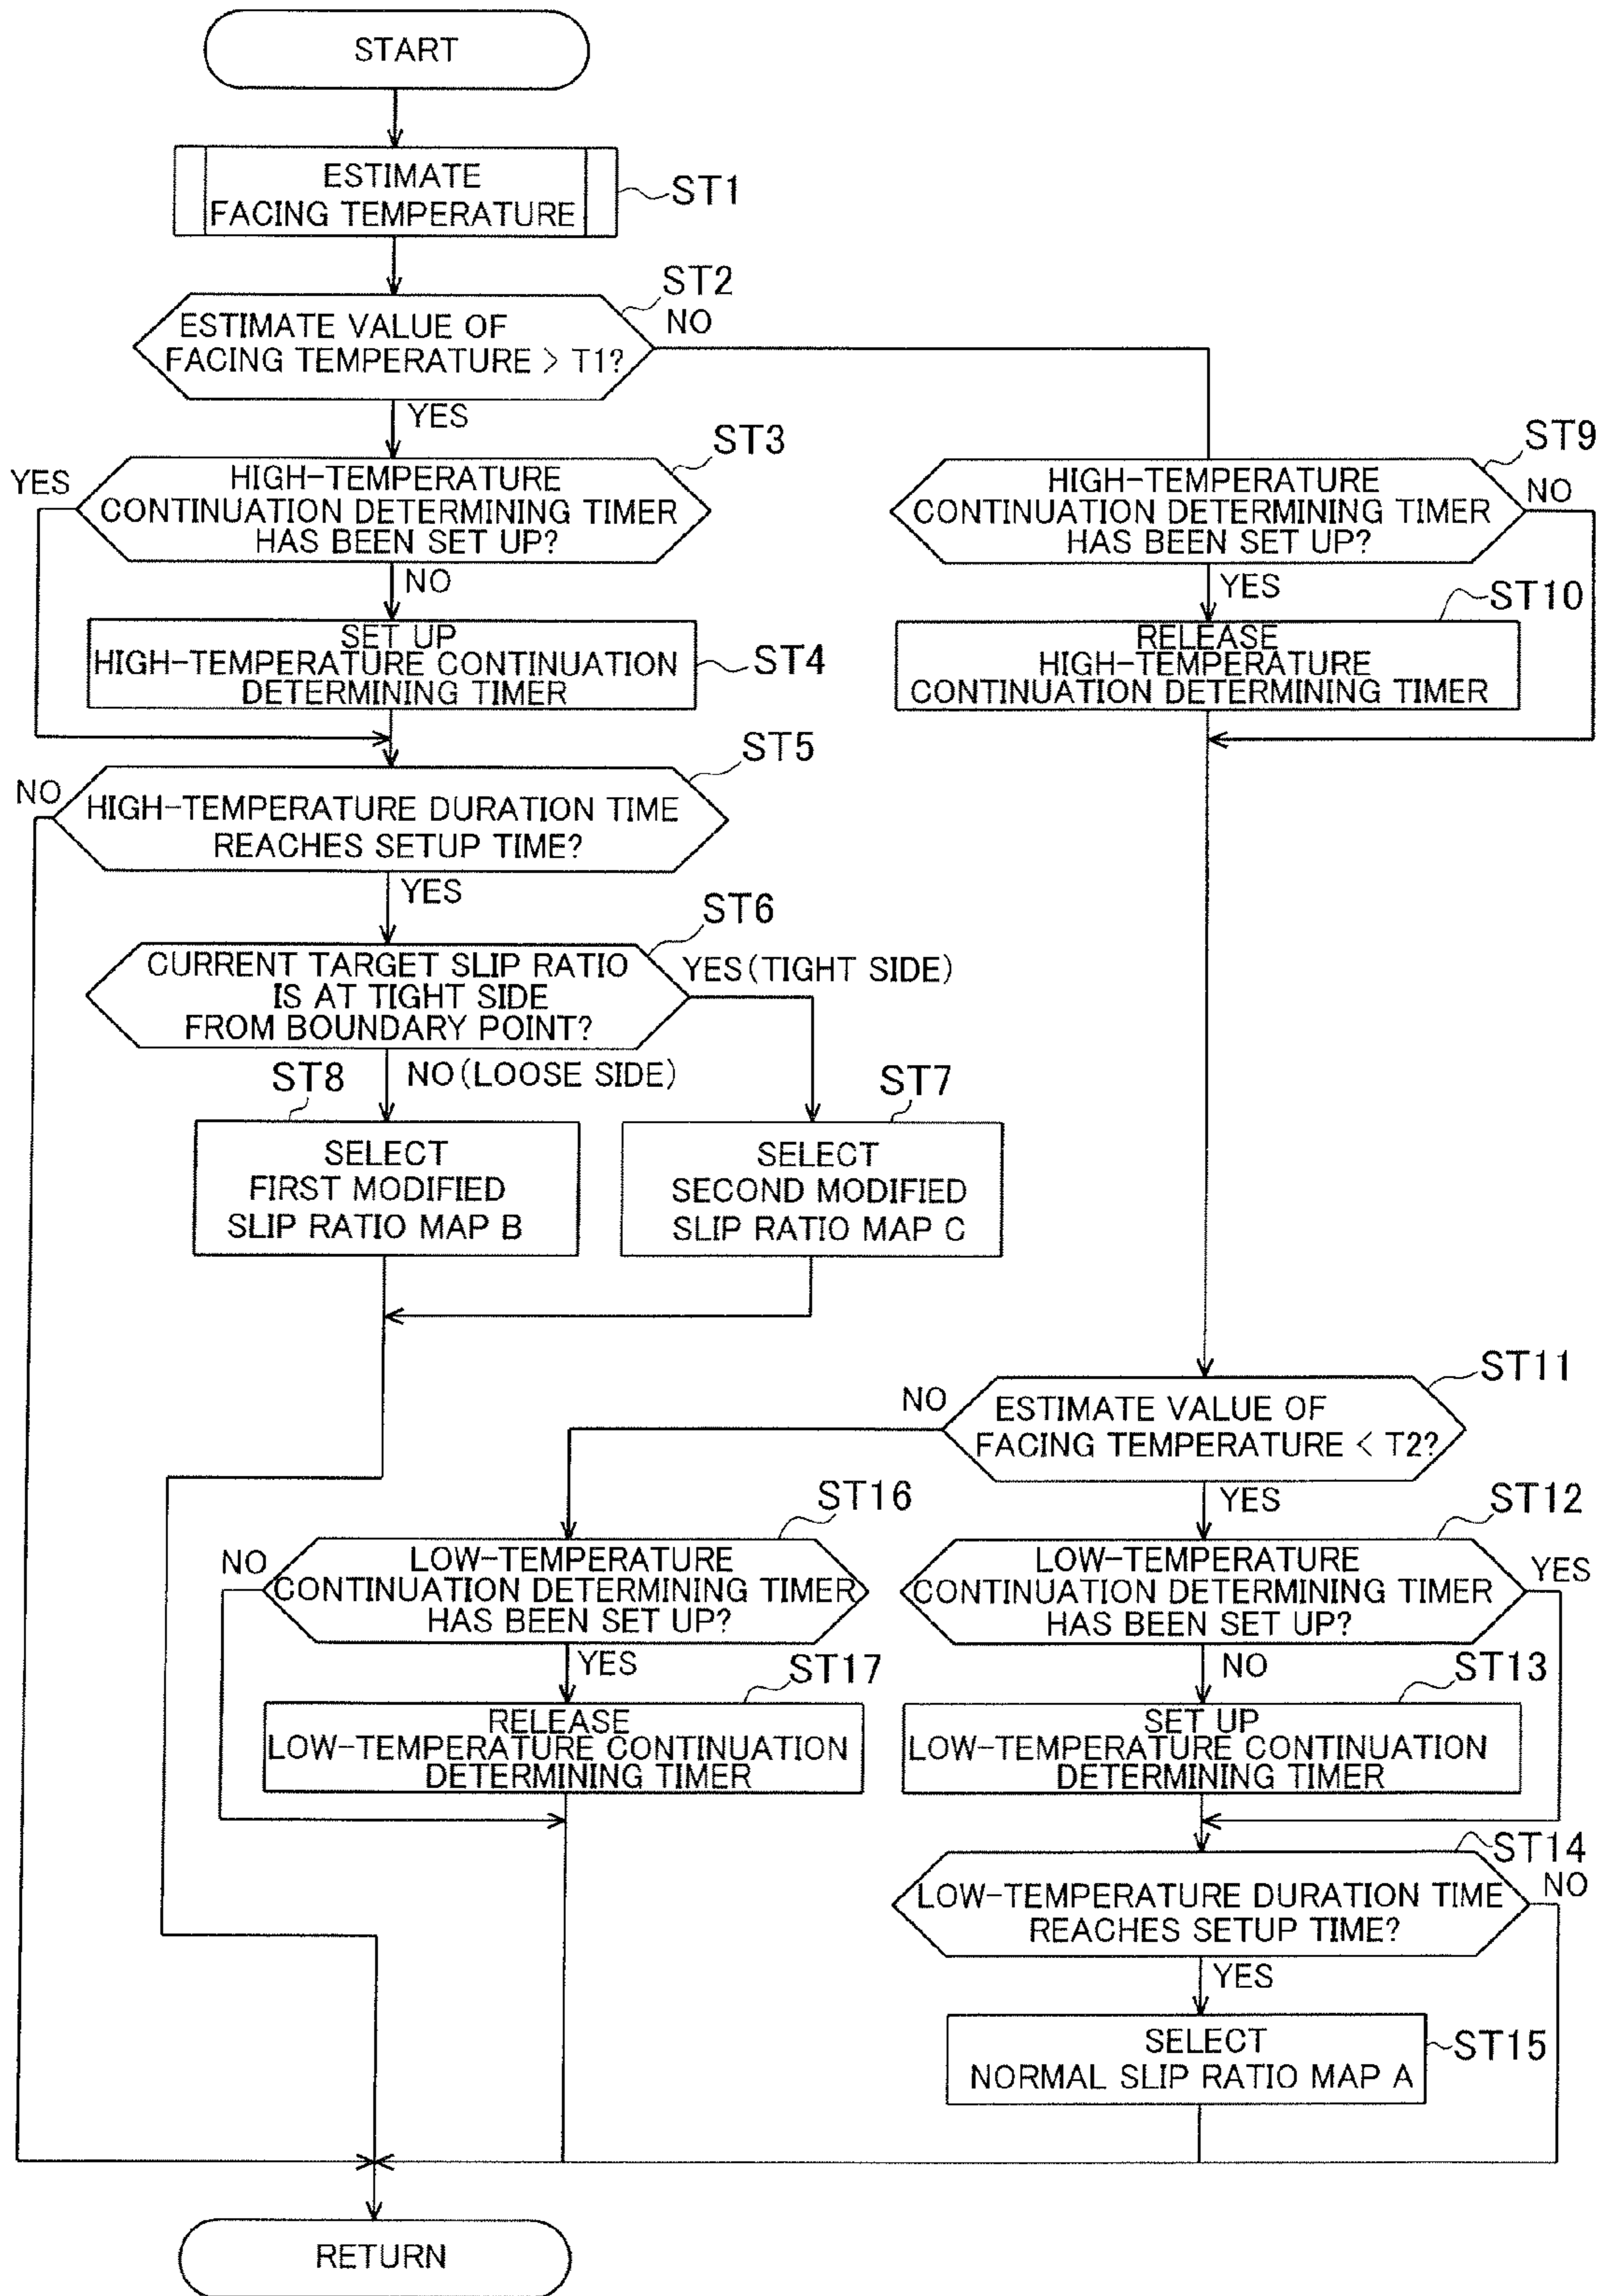 START
ESTIMATE
FACING TEMPERATURE
ST1
ST2
ESTIMATE VALUE OF
FACING TEMPERATURE > T1?
NO
YES
ST3
HIGH-TEMPERATURE
CONTINUATION DETERMINING TIMER
HAS BEEN SET UP?
YES
NO
SET UP
HIGH-TEMPERATURE CONTINUATION
DETERMINING TIMER
ST4
ST9
HIGH-TEMPERATURE
CONTINUATION DETERMINING TIMER
HAS BEEN SET UP?
NO
YES
ST10
RELEASE
HIGH-TEMPERATURE
CONTINUATION DETERMINING TIMER
ST5
NO
HIGH-TEMPERATURE DURATION TIME
REACHES SETUP TIME?
YES
ST6
CURRENT TARGET SLIP RATIO
IS AT TIGHT SIDE
FROM BOUNDARY POINT?
YES(TIGHT SIDE)
NO(LOOSE SIDE)
ST8
SELECT
FIRST MODIFIED
SLIP RATIO MAP B
ST7
SELECT
SECOND MODIFIED
SLIP RATIO MAP C
ST11
NO
ESTIMATE VALUE OF
FACING TEMPERATURE < T2?
YES
ST16
NO
LOW-TEMPERATURE
CONTINUATION DETERMINING TIMER
HAS BEEN SET UP?
YES
ST17
RELEASE
LOW-TEMPERATURE CONTINUATION
DETERMINING TIMER
ST12
LOW-TEMPERATURE
CONTINUATION DETERMINING TIMER
HAS BEEN SET UP?
YES
NO
ST13
SET UP
LOW-TEMPERATURE CONTINUATION
DETERMINING TIMER
ST14
LOW-TEMPERATURE DURATION TIME
REACHES SETUP TIME?
NO
YES
SELECT
NORMAL SLIP RATIO MAP A
ST15
RETURN